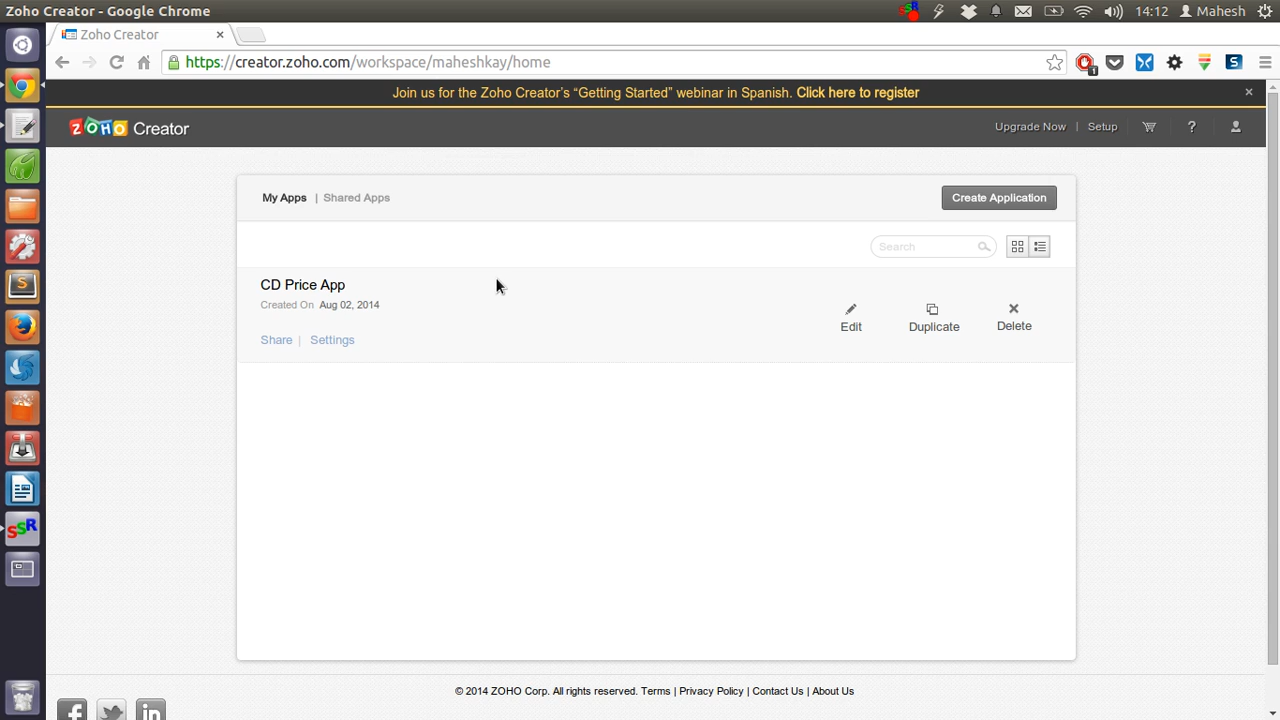 Zoho Creator - Google Chrome
14:12 Mahesh
Zoho Creator
https://creator.zoho.com/workspace/maheshkay/home
1
S
Join us for the Zoho Creator's “Getting Started” webinar in Spanish. Click here to register
ZOHO Creator
Upgrade Now | Setup
?
My Apps | Shared Apps
Create Application
Search
CD Price App
Created On Aug 02, 2014
Share | Settings
Edit
Duplicate
Delete
S
SSR
© 2014 ZOHO Corp. All rights reserved. Terms | Privacy Policy | Contact Us | About Us
f
in